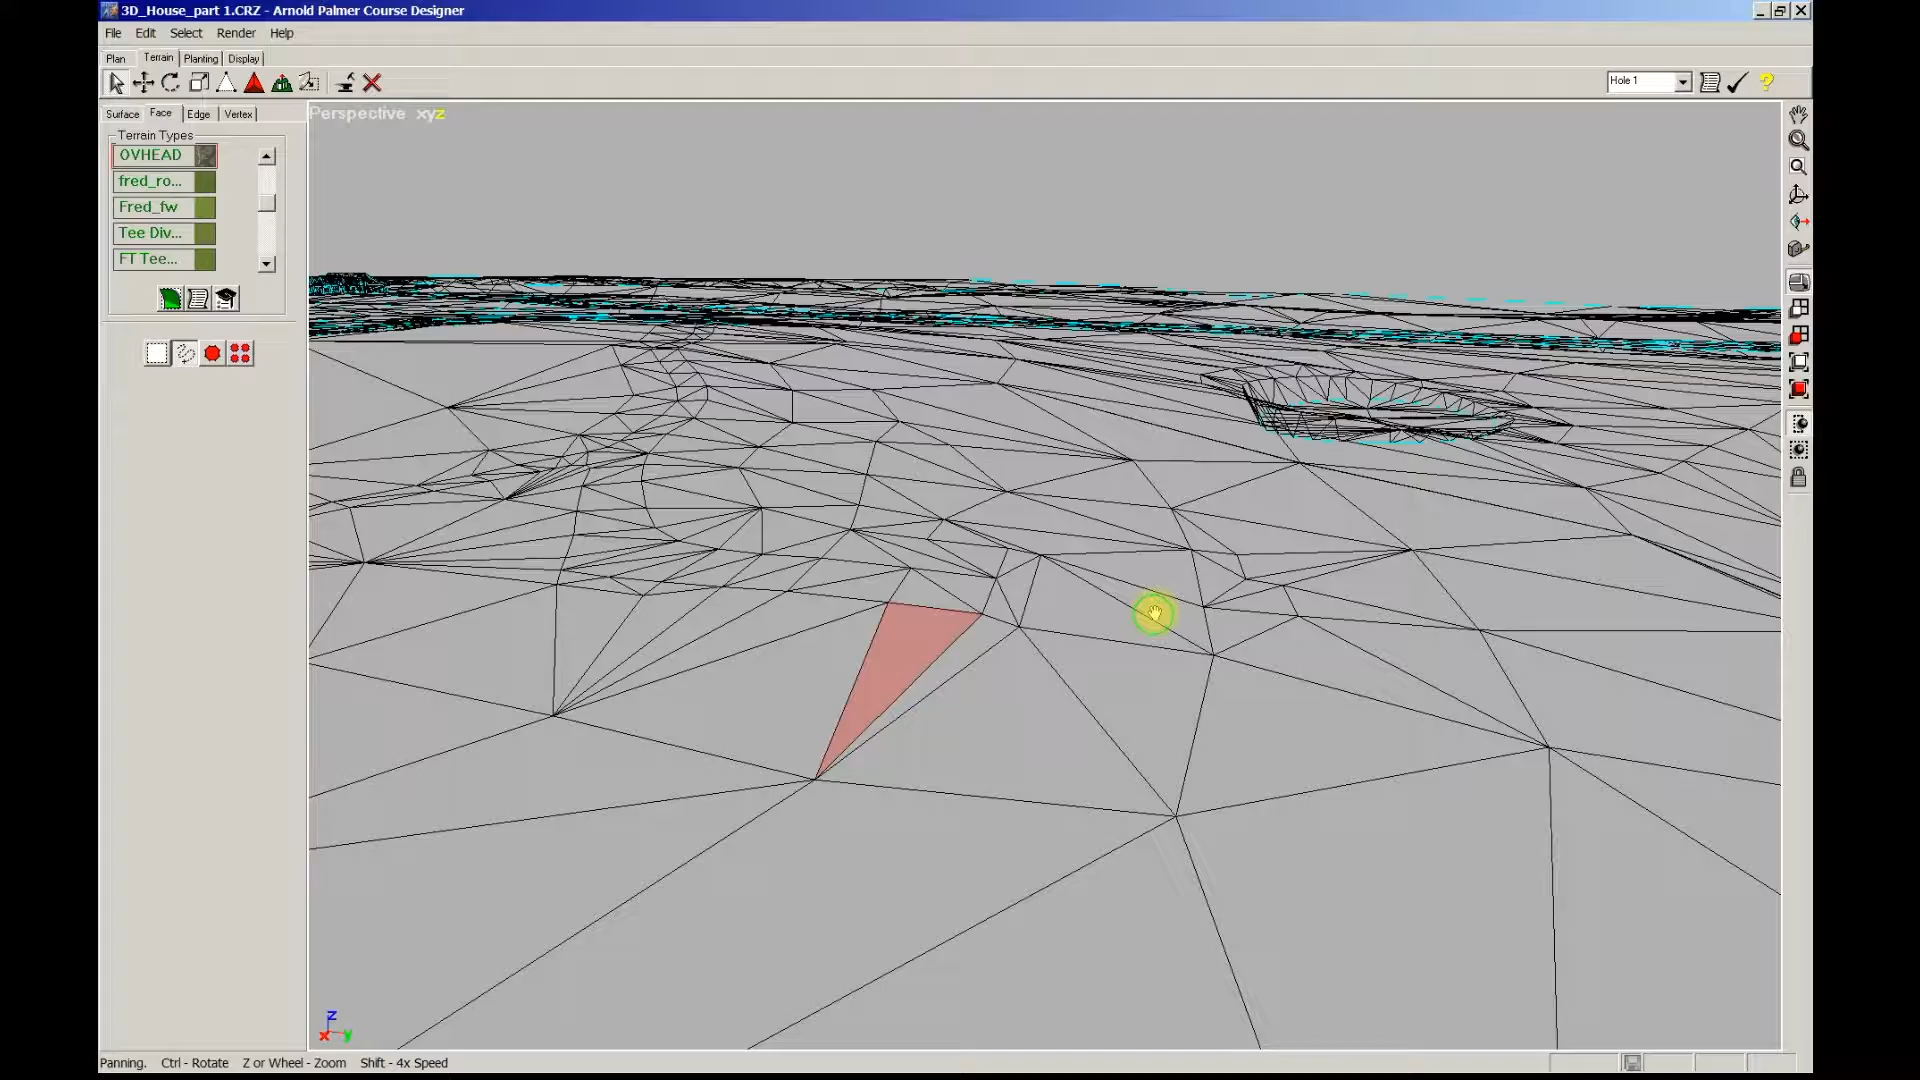 3D_House_part 1.CRZ - Arnold Palmer Course Designer
File Edit Select Render Help
Plan Terrain Planting Display
Hole 1
Surface Face Edge Vertex
Perspective xyz
Terrain Types
OVHEAD
fred_ro...
Fred_fw
Tee Div...
FT Tee...
z
x y
Panning. Ctrl - Rotate Z or Wheel - Zoom Shift - 4x Speed